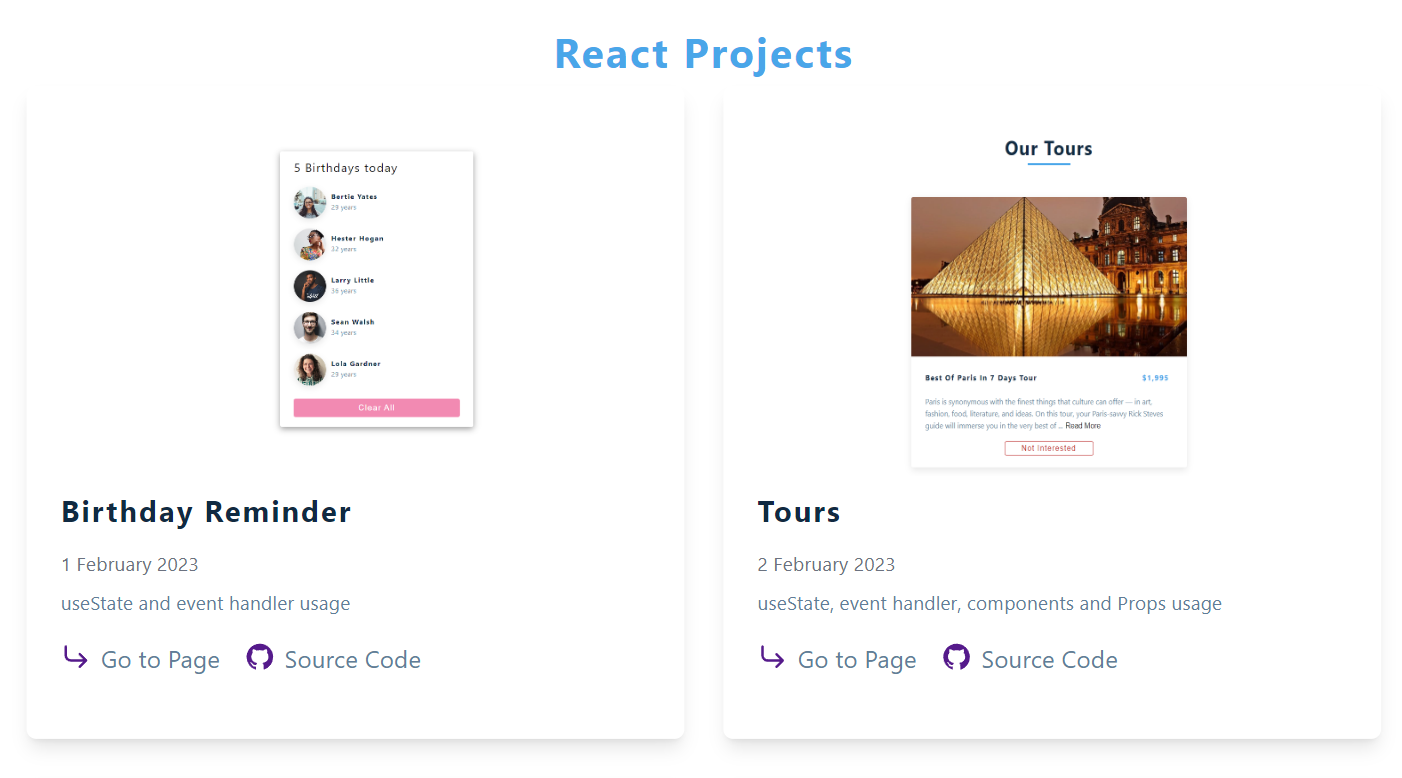 React Projects
5 Birthdays today
Bertie Yates
29 years
Hester Hogan
32 years
Larry Little
36 years
Sean Walsh
34 years
Lola Gardner
29 years
Clear All
Birthday Reminder
1 February 2023
useState and event handler usage
Go to Page Source Code
Our Tours
Best Of Paris In 7 Days Tour $1,995
Paris is synonymous with the finest things that culture can offer — in art,
fashion, food, literature, and ideas. On this tour, your Paris-savvy Rick Steves
guide will immerse you in the very best of ... Read More
Not Interested
Tours
2 February 2023
useState, event handler, components and Props usage
Go to Page Source Code